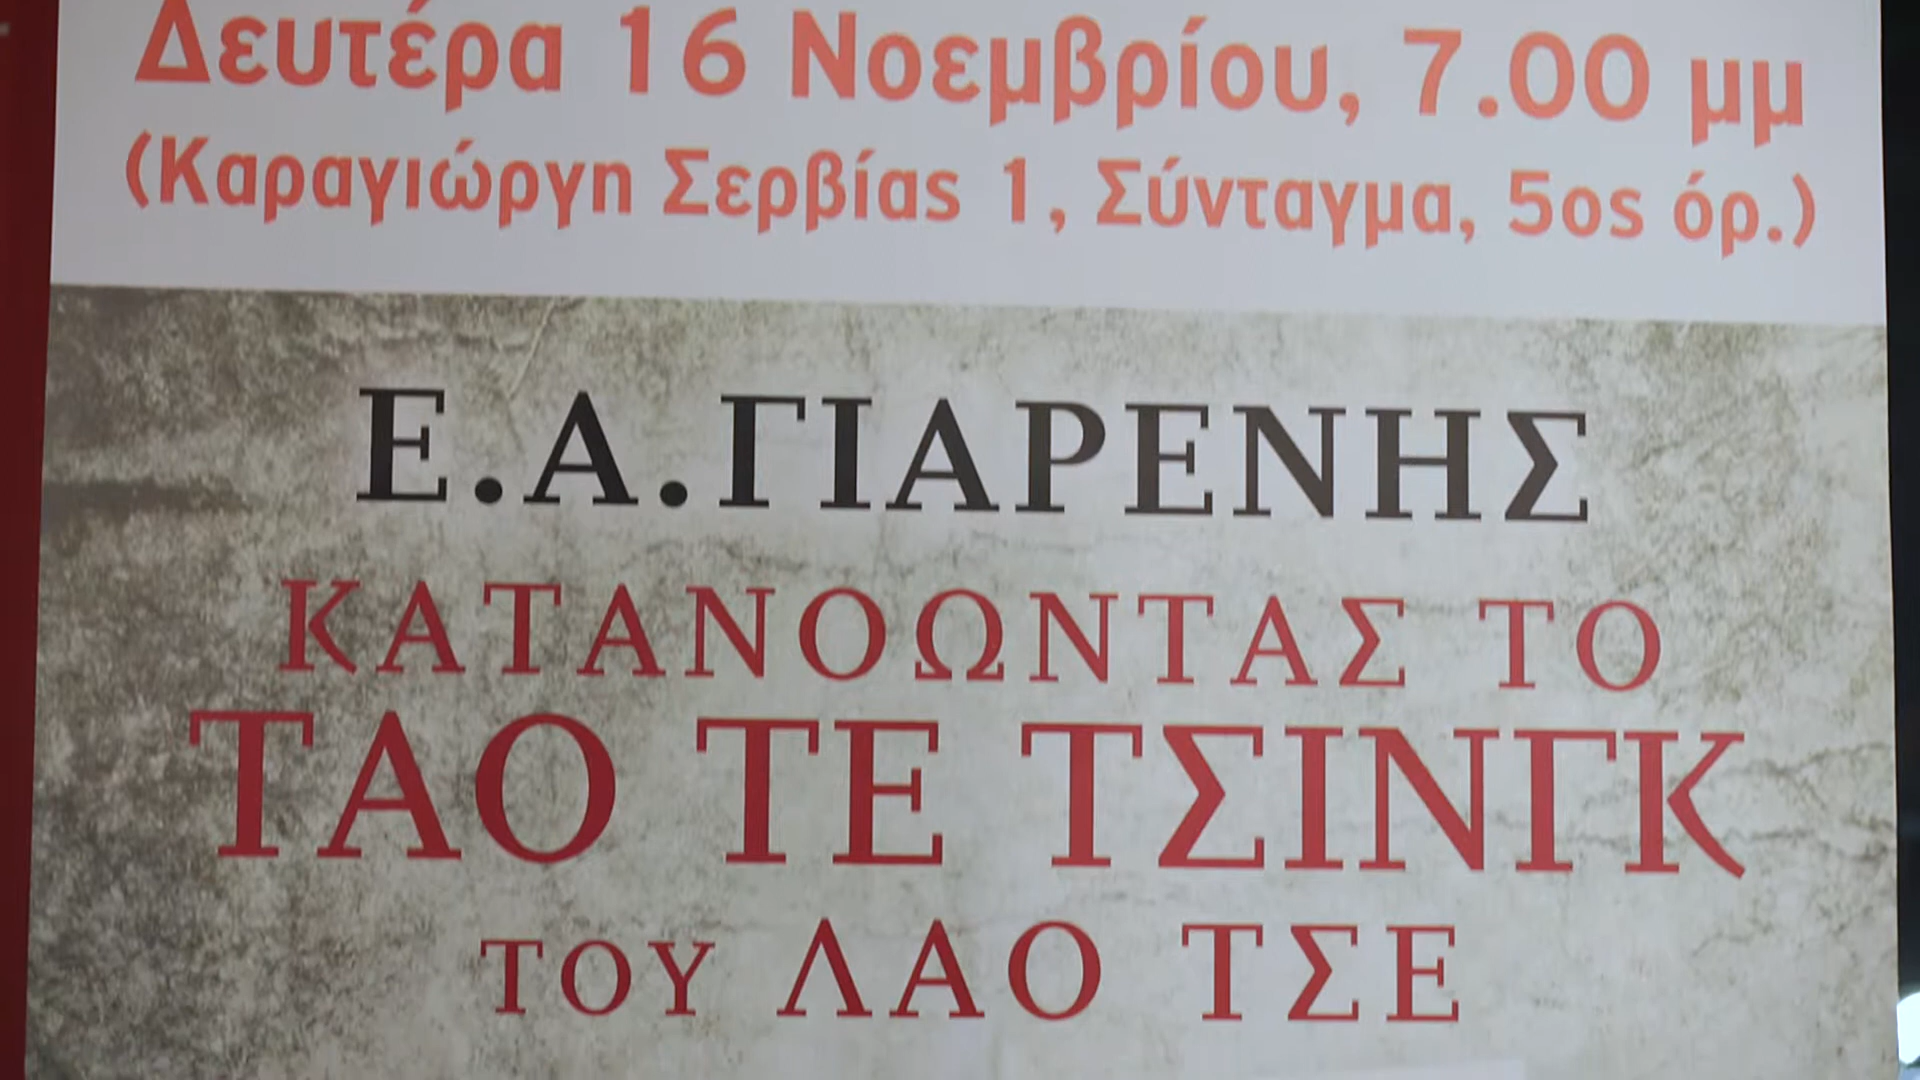 Δευτέρα 16 Νοεμβρίου, 7.00 μμ
(Καραγιώργη Σερβίας 1, Σύνταγμα, 5ος όρ.)
Ε.Α.ΓΙΑΡΕΝΗΣ
ΚΑΤΑΝΟΩΝΤΑΣ ΤΟ
ΤΑΟ ΤΕ ΤΣΙΝΓΚ
ΤΟΥ ΛΑΟ ΤΣΕ